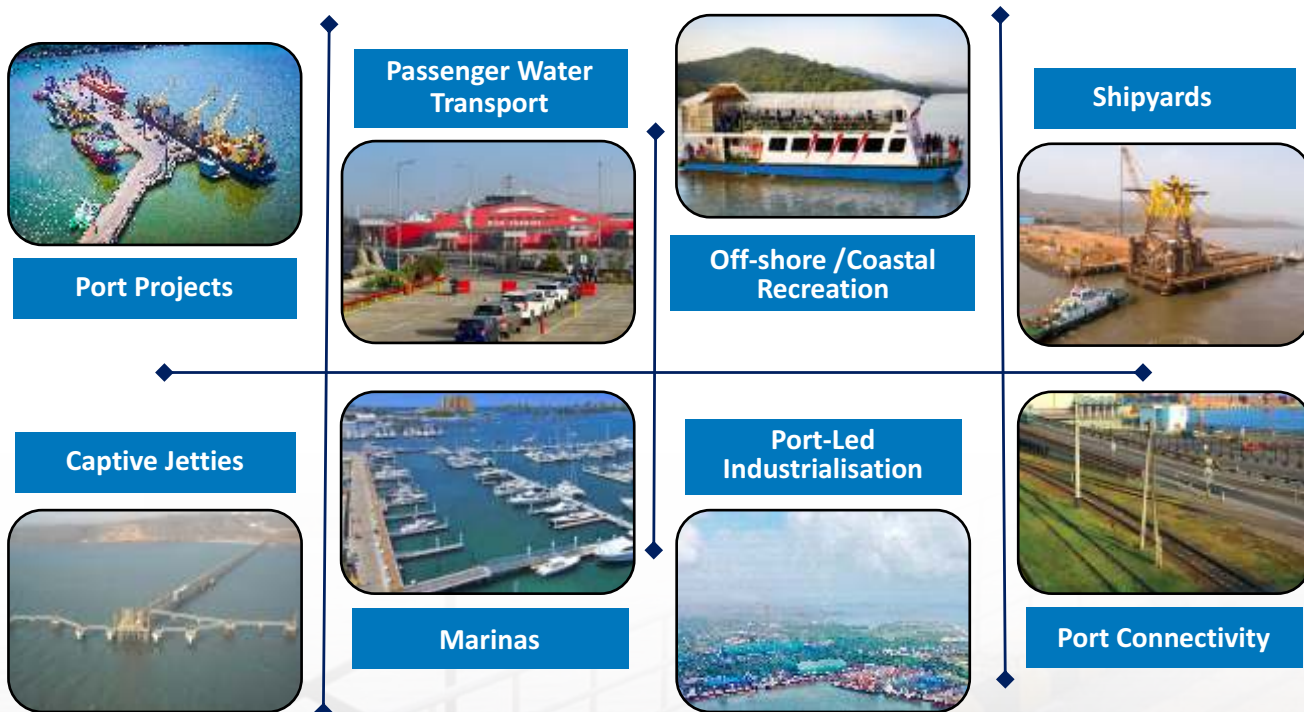 Port Projects
Passenger Water
Transport
Off-shore /Coastal
Recreation
Shipyards
Captive Jetties
Marinas
Port-Led
Industrialisation
Port Connectivity